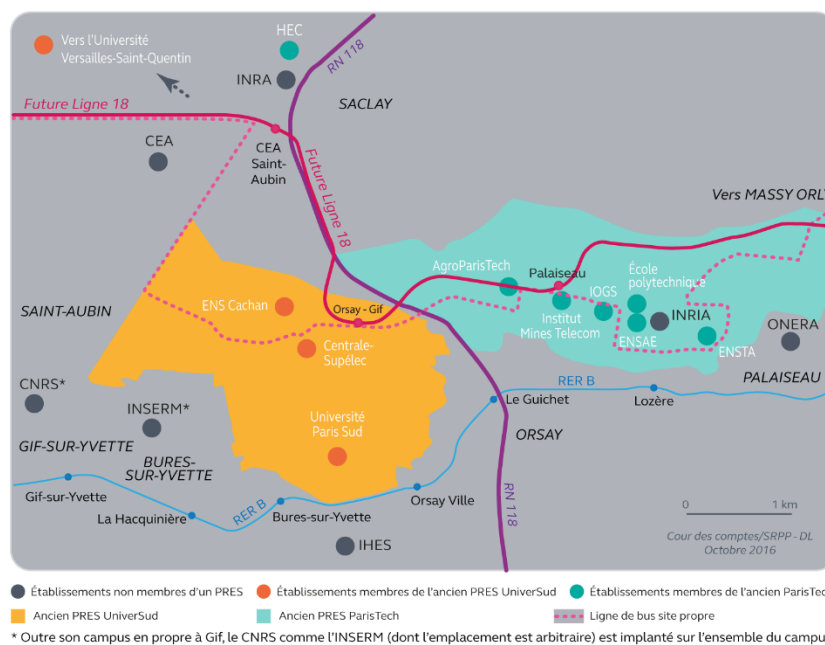 Vers l'Université
Versailles-Saint-Quentin
HEC
INRA
RN 118
SACLAY
Future Ligne 18
CEA
CEA
Saint-
Aubin
Future Ligne 18
Vers MASSY ORLY
AgroParisTech
Palaiseau
École
polytechnique
IOGS
ENS Cachan
Orsay - Gif
SAINT-AUBIN
Institut
Mines Telecom
INRIA
ENSAE
ENSTA
ONERA
Centrale-
Supélec
PALAISEAU
CNRS*
RER B
Le Guichet
Lozère
INSERM*
Université
Paris Sud
ORSAY
GIF-SUR-YVETTE
BURES-
SUR-YVETTE
RN 118
Gif-sur-Yvette
La Hacquinière
RER B
Bures-sur-Yvette
Orsay Ville
0 1 km
IHES
Cour des comptes/SRPP - DL
Octobre 2016
Établissements non membres d'un PRES
Établissements membres de l'ancien PRES UniverSud
Établissements membres de l'ancien ParisTec
Ancien PRES UniverSud
Ancien PRES ParisTech
Ligne de bus site propre
* Outre son campus en propre à Gif, le CNRS comme l'INSERM (dont l'emplacement est arbitraire) est implanté sur l'ensemble du campu